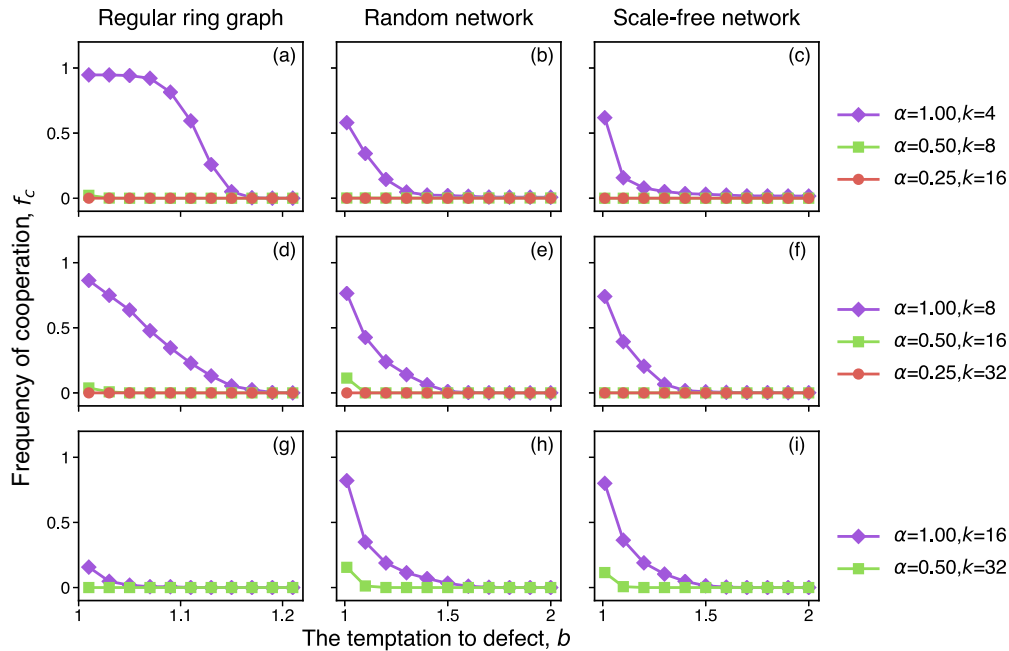 Regular ring graph Random network Scale-free network
(a) (b) (c)
1
0.5
0
α=1.00,k=4
α=0.50,k=8
α=0.25,k=16
(d) (e) (f)
1
0.5
0
α=1.00,k=8
α=0.50,k=16
α=0.25,k=32
(g) (h) (i)
1
0.5
0
α=1.00,k=16
α=0.50,k=32
1 1.1 1.2 1 1.5 2 1 1.5 2
Frequency of cooperation, f_c
The temptation to defect, b